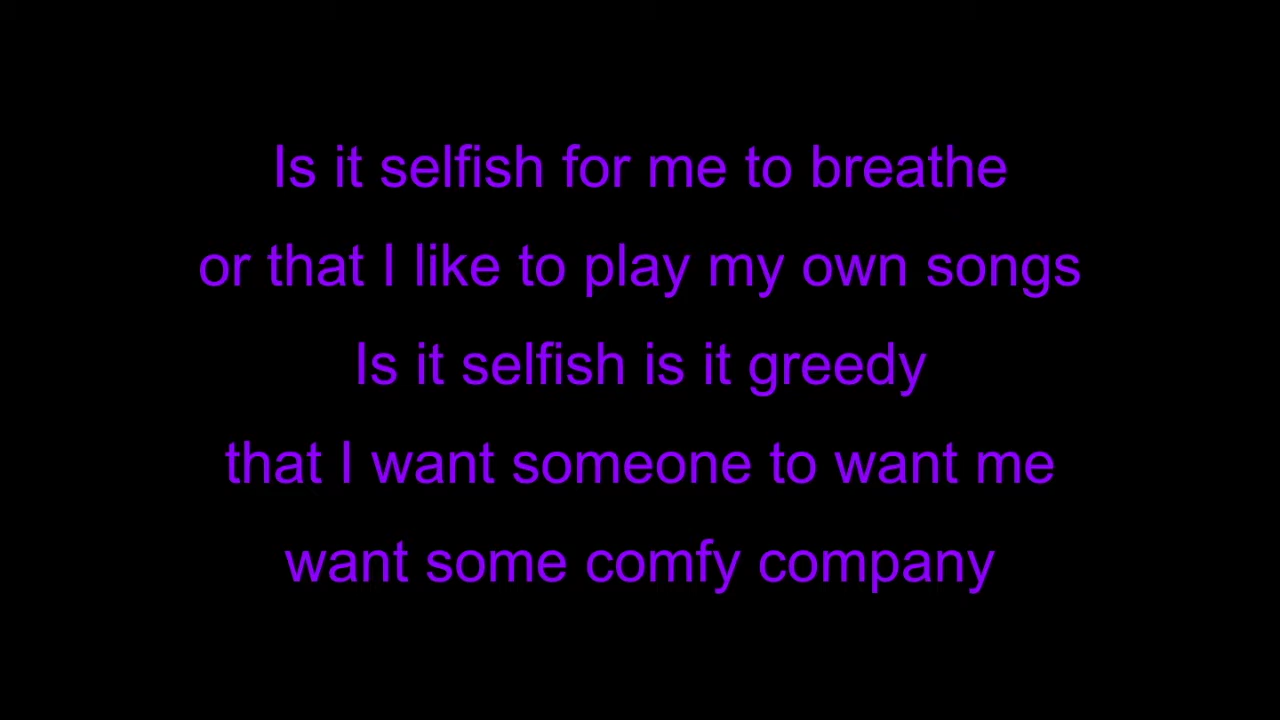 Is it selfish for me to breathe
or that I like to play my own songs
Is it selfish is it greedy
that I want someone to want me
want some comfy company